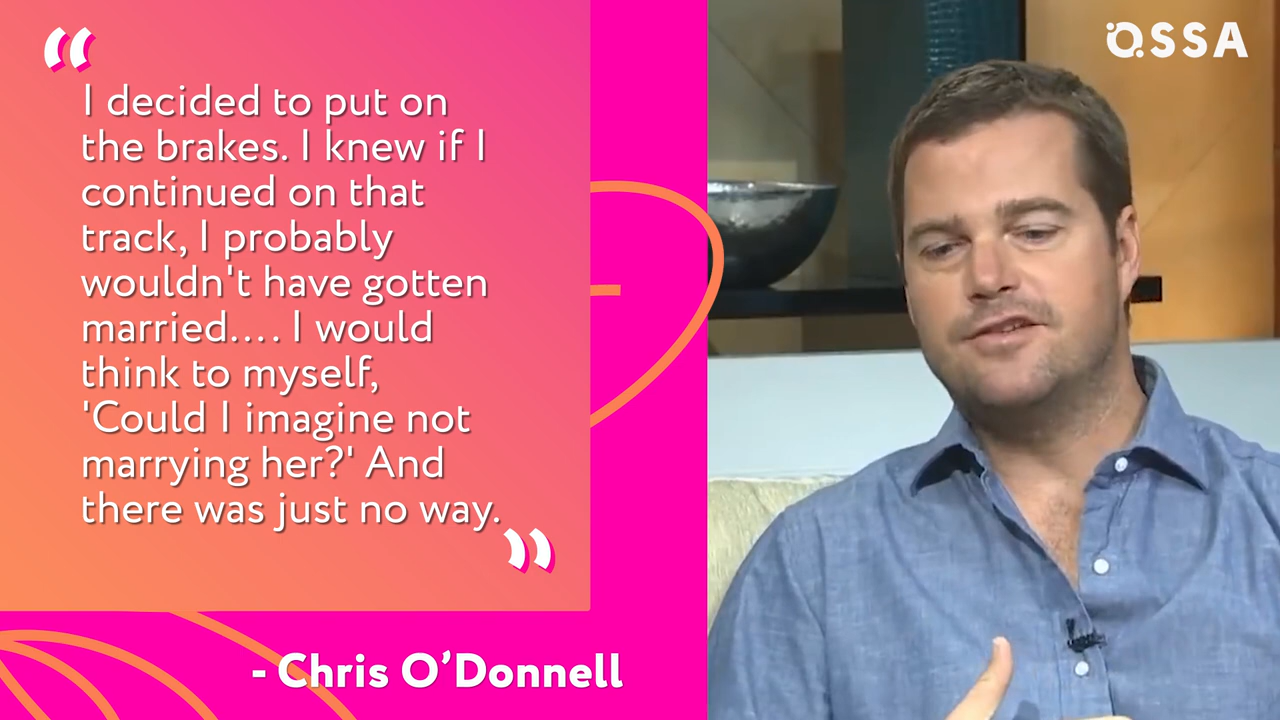 “
I decided to put on
the brakes. I knew if I
continued on that
track, I probably
wouldn't have gotten
married.... I would
think to myself,
'Could I imagine not
marrying her?' And
there was just no way.
”
- Chris O’Donnell
OSSA